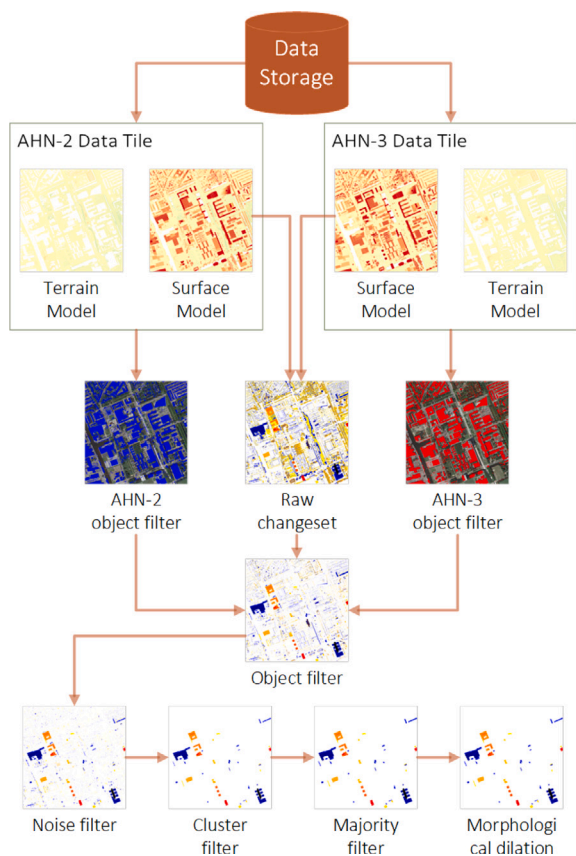 Data
Storage
AHN-2 Data Tile
AHN-3 Data Tile
Terrain
Model
Surface
Model
Surface
Model
Terrain
Model
AHN-2
object filter
Raw
changeset
AHN-3
object filter
Object filter
Noise filter
Cluster
filter
Majority
filter
Morphologi
cal dilation